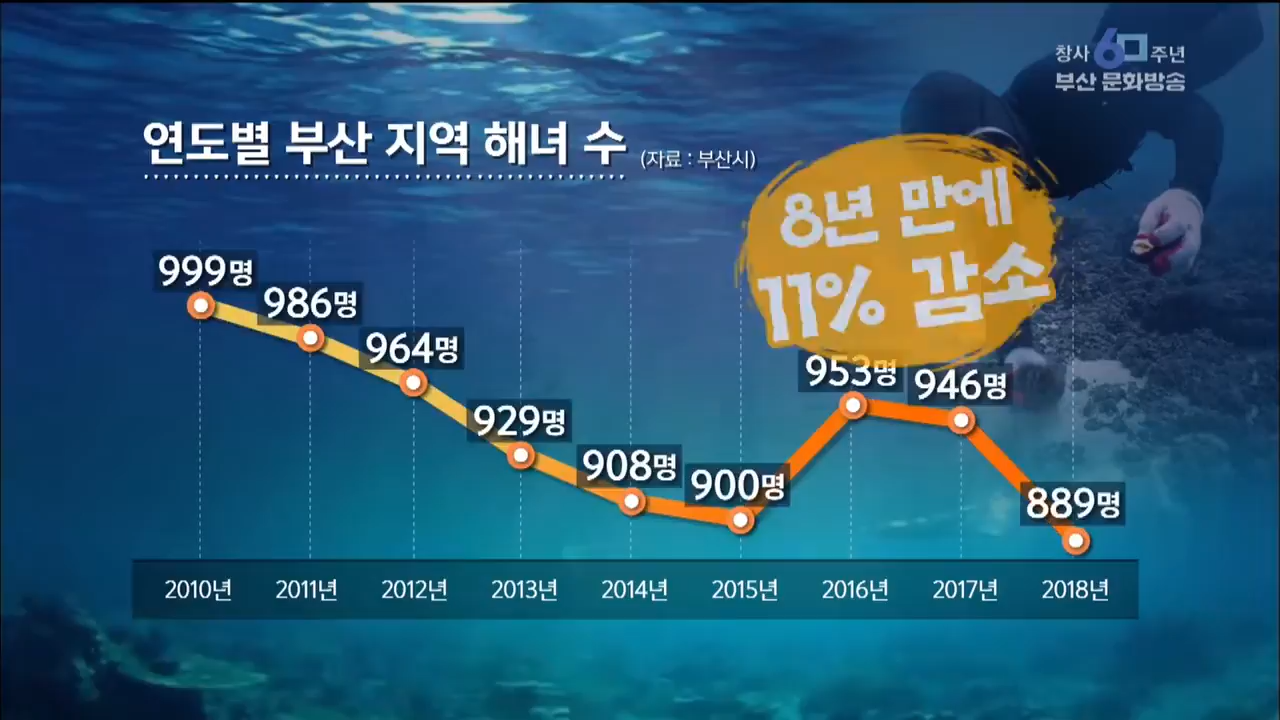 창사 60 주년
부산 문화방송
연도별 부산 지역 해녀 수 (자료 : 부산시)
8년 만에
11% 감소
999명
986명
964명
929명
908명
900명
953명
946명
889명
2010년 2011년 2012년 2013년 2014년 2015년 2016년 2017년 2018년